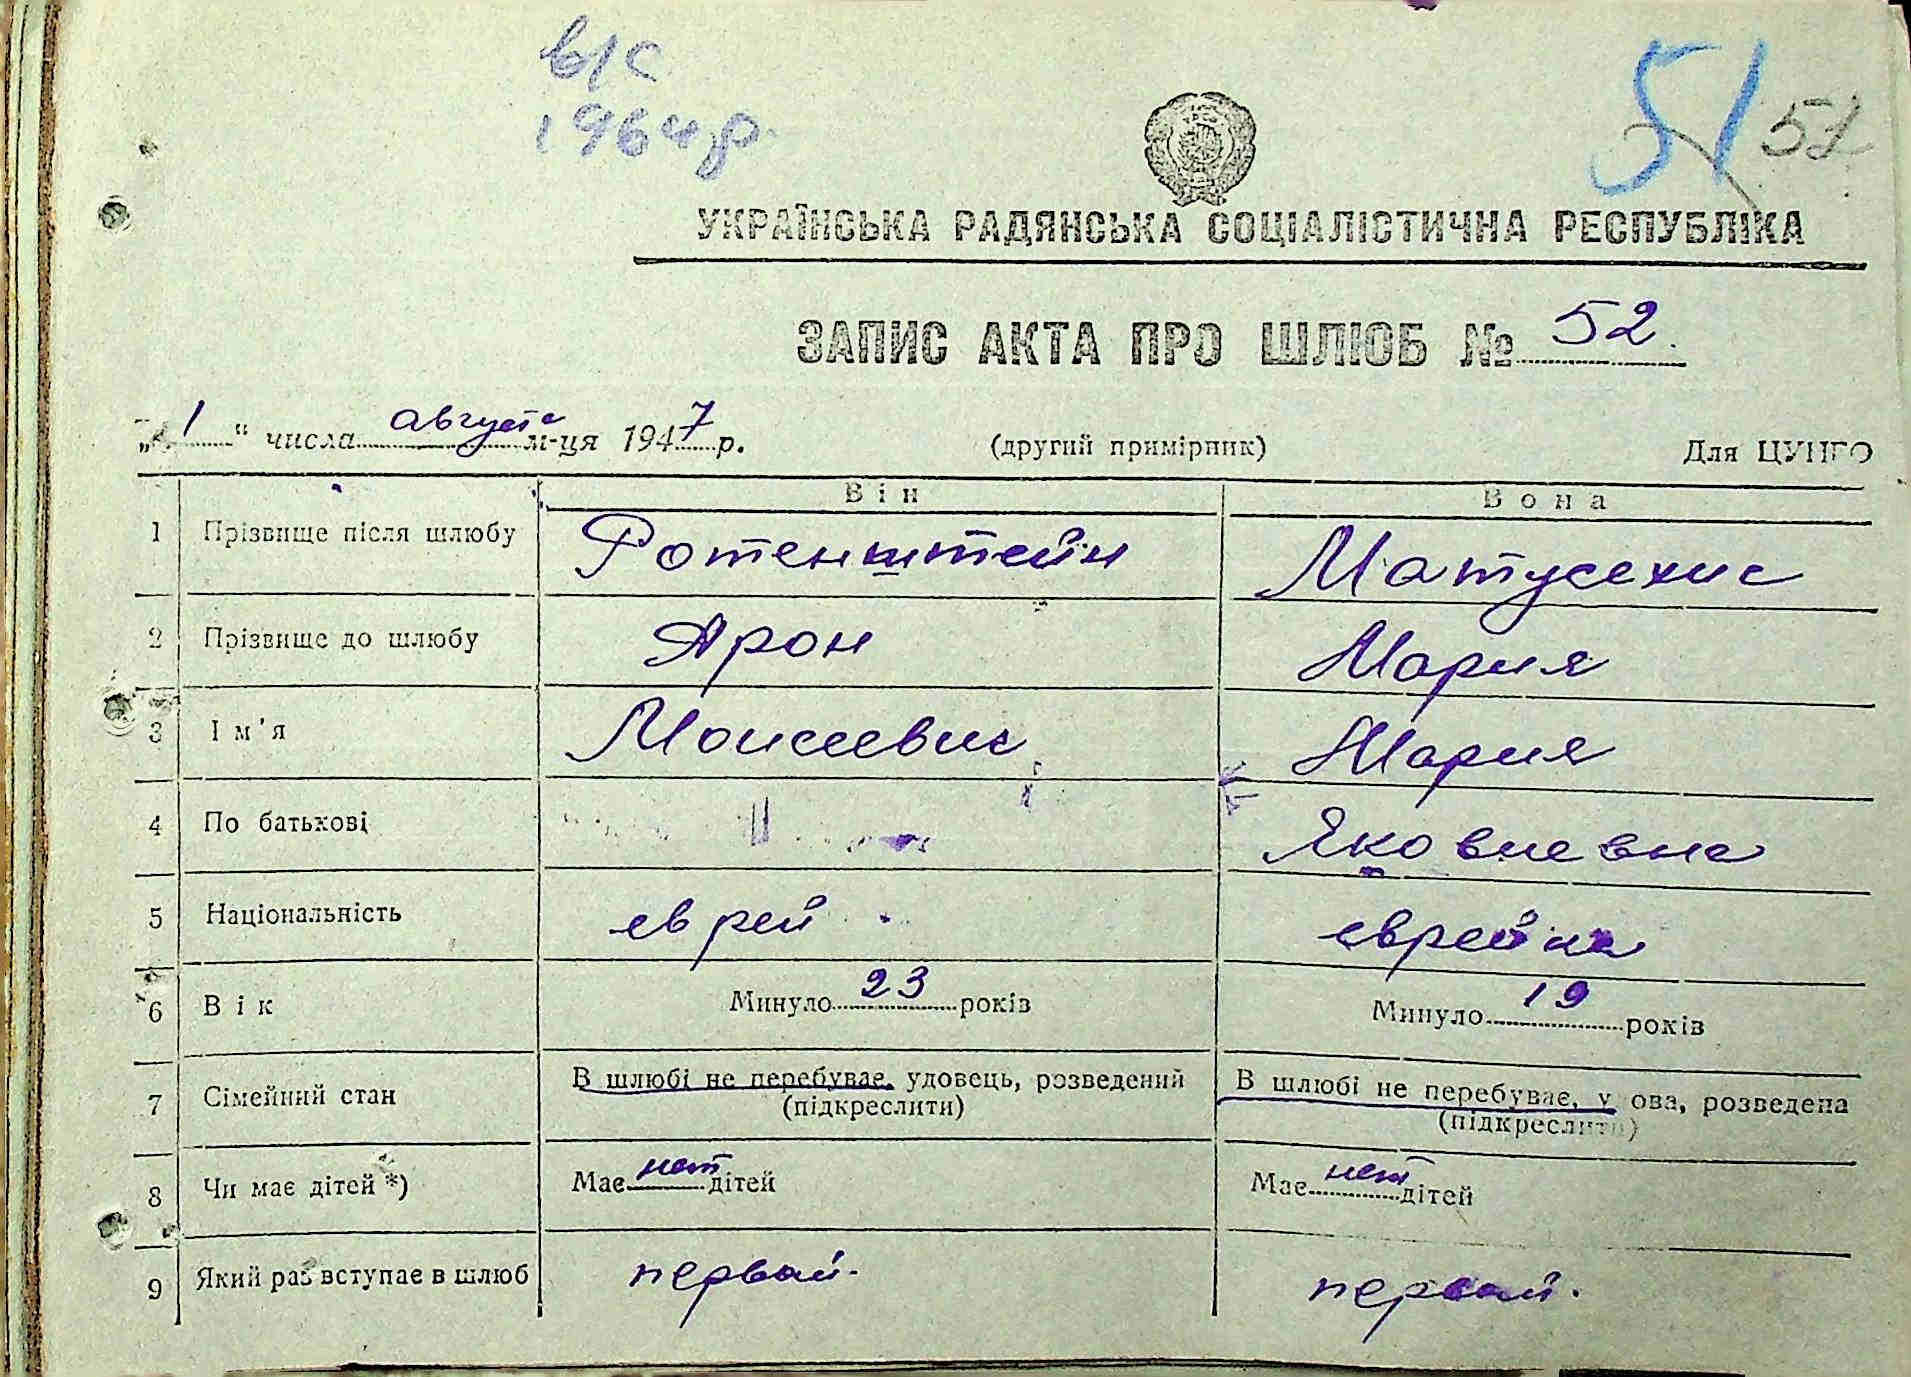 в/с
1964р.
51 52
УКРАЇНСЬКА РАДЯНСЬКА СОЦІАЛІСТИЧНА РЕСПУБЛІКА
ЗАПИС АКТА ПРО ШЛЮБ № 52.
„1“ числа августа м-ця 1947 р. (другий примірник) Для ЦУНГО
Він Вона
1 Прізвище після шлюбу Ротенштейн Матусехис
2 Прізвище до шлюбу Арон Мария
3 Ім'я Моисеевич Мария
4 По батькові Яковлевна
5 Національність еврей еврейка
6 Вік Минуло 23 років Минуло 19 років
7 Сімейний стан В шлюбі не перебуває, удовець, розведений В шлюбі не перебуває, у ова, розведена
(підкреслити) (підкреслити)
8 Чи має дітей *) Має нет дітей Має нет дітей
9 Який раз вступає в шлюб первый. первый.